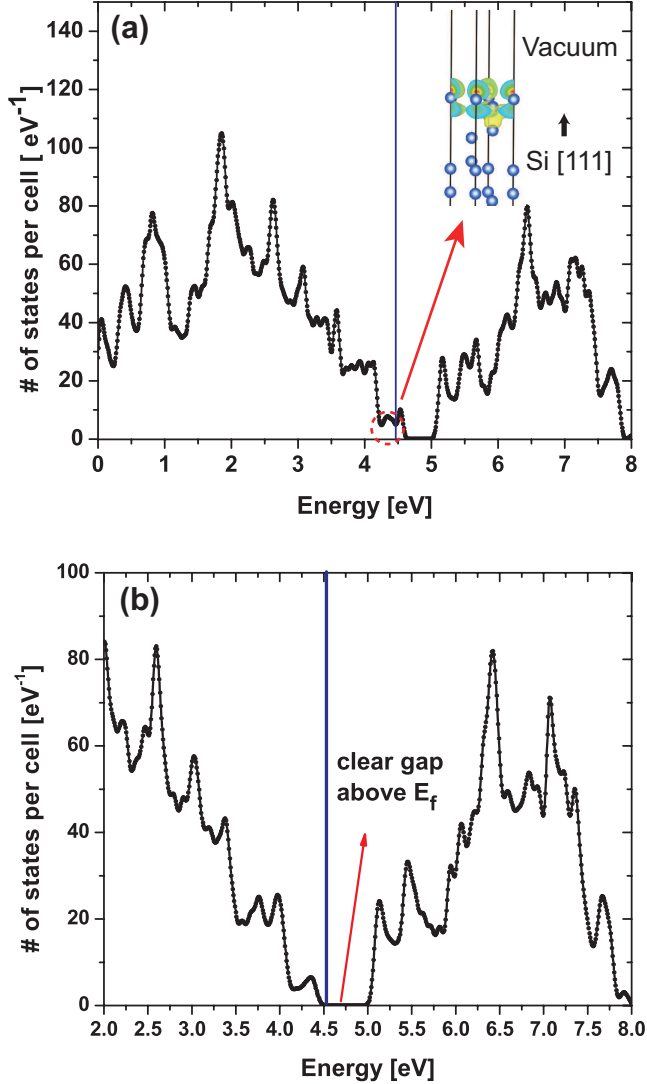 (a)
150
140
120
100
80
60
40
20
0
# of states per cell [ eV-1]
Vacuum
Si [111]
0 1 2 3 4 5 6 7 8
Energy [eV]
(b)
100
80
60
40
20
0
# of states per cell [eV-1]
clear gap
above Ef
2.0 2.5 3.0 3.5 4.0 4.5 5.0 5.5 6.0 6.5 7.0 7.5 8.0
Energy [eV]